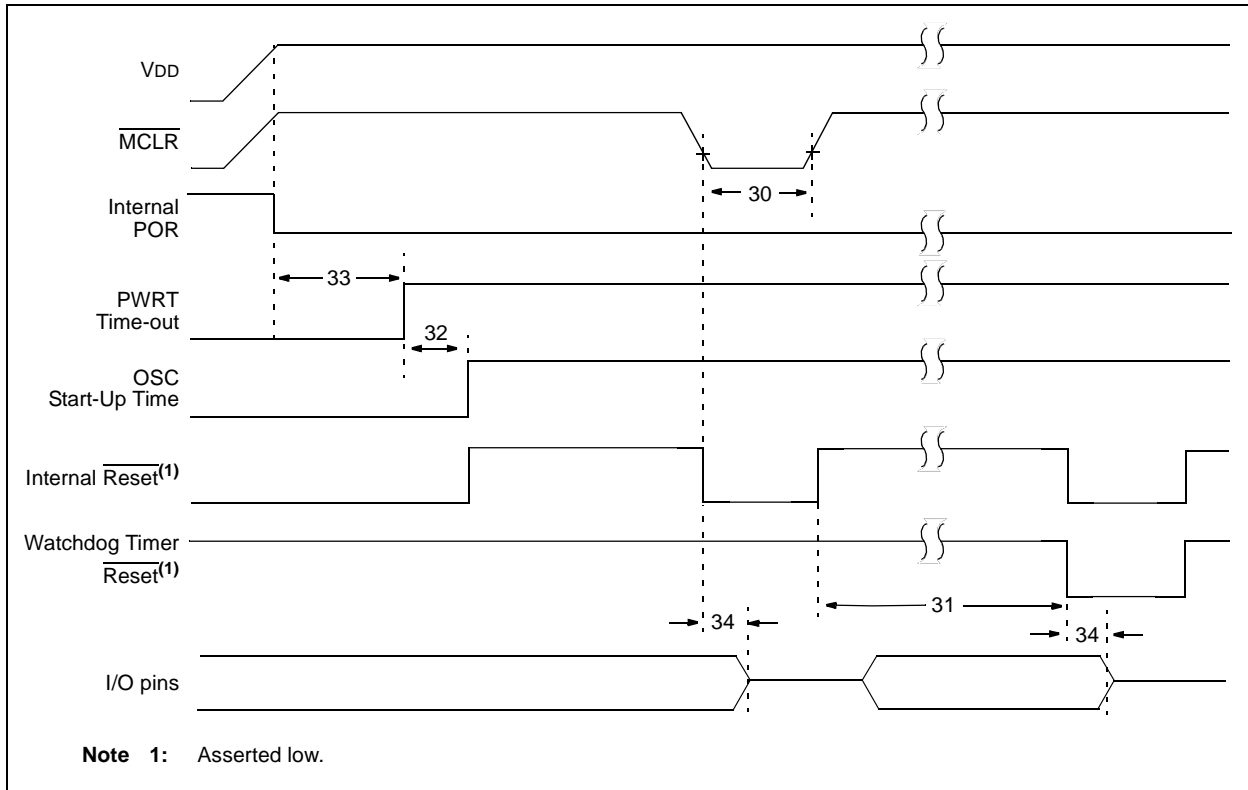 VDD
MCLR
30
Internal
POR
33
PWRT
Time-out
32
OSC
Start-Up Time
Internal Reset(1)
Watchdog Timer
Reset(1)
31
34
34
I/O pins
Note 1: Asserted low.